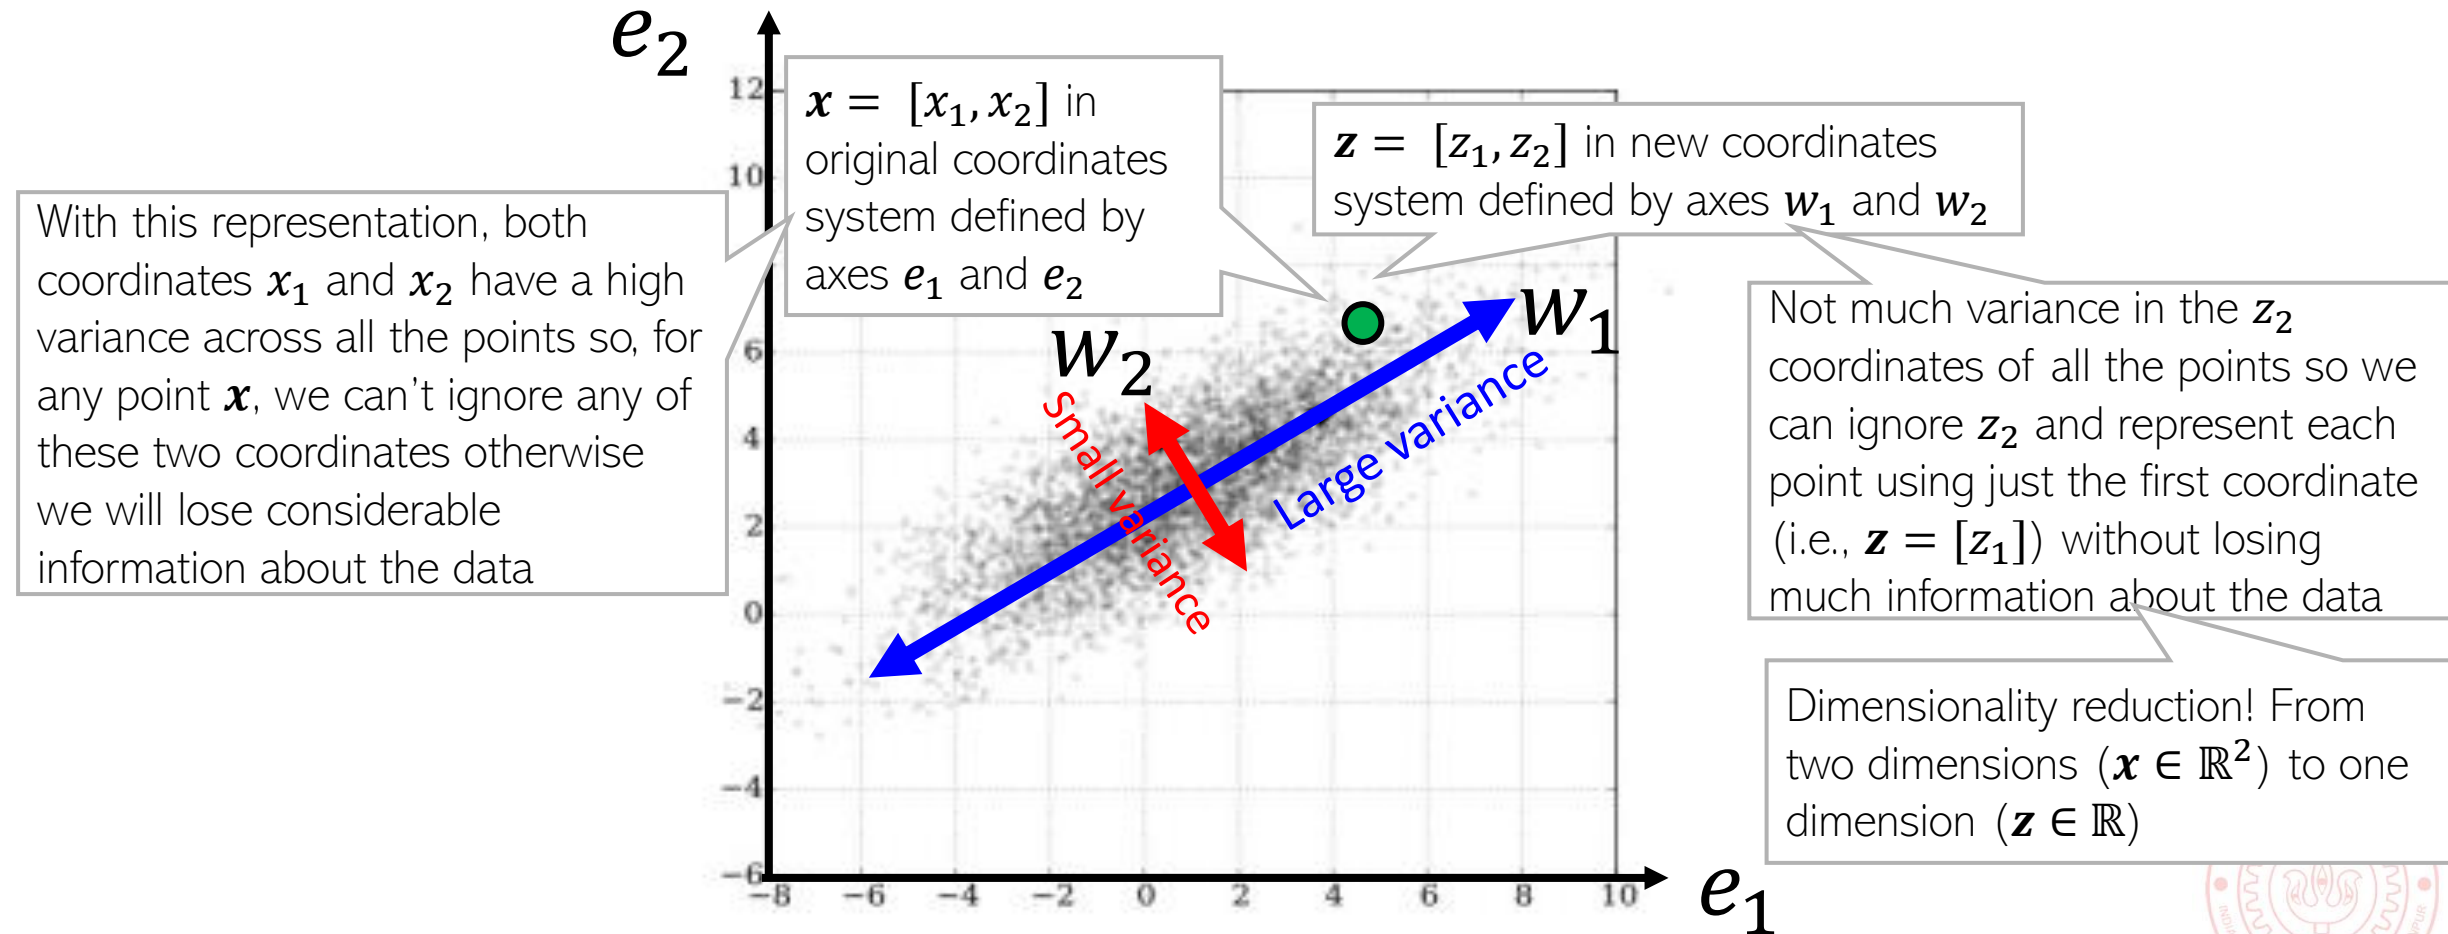 e₂
𝒙 = [x₁, x₂] in
original coordinates
system defined by
axes e₁ and e₂
𝒛 = [z₁, z₂] in new coordinates
system defined by axes w₁ and w₂
With this representation, both
coordinates x₁ and x₂ have a high
variance across all the points so, for
any point 𝒙, we can't ignore any of
these two coordinates otherwise
we will lose considerable
information about the data
Not much variance in the z₂
coordinates of all the points so we
can ignore z₂ and represent each
point using just the first coordinate
(i.e., 𝒛 = [z₁]) without losing
much information about the data
Dimensionality reduction! From
two dimensions (𝒙 ∈ ℝ²) to one
dimension (𝒛 ∈ ℝ)
w₁
w₂
Small variance
Large variance
12
10
6
4
2
0
−2
−4
−6
−8 −6 −4 −2 0 2 4 6 8 10
e₁